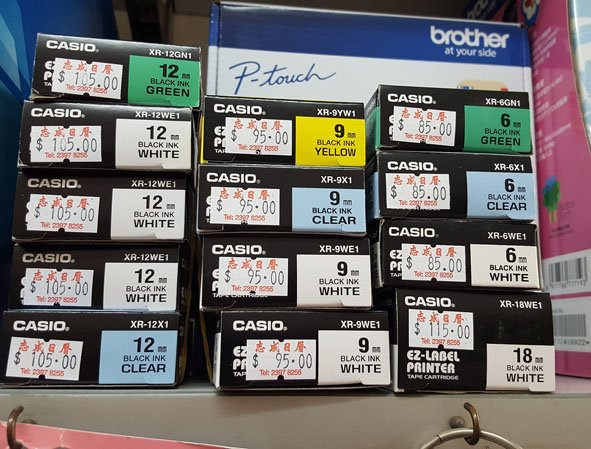 brother
at your side
P-touch
CASIO® XR-12GN1
志成日曆
$ 105.00
Tel: 2397 8255
12 mm
BLACK INK
GREEN
CASIO® XR-12WE1
志成日曆
$ 105.00
Tel: 2397 8255
12 mm
BLACK INK
WHITE
CASIO® XR-12WE1
志成日曆
$ 105.00
Tel: 2397 8255
12 mm
BLACK INK
WHITE
CASIO® XR-12WE1
志成日曆
$ 105.00
Tel: 2397 8255
12 mm
BLACK INK
WHITE
CASIO® XR-12X1
志成日曆
$ 105.00
Tel: 2397 8255
12 mm
BLACK INK
CLEAR
CASIO® XR-9YW1
志成日曆
$ 95.00
Tel: 2397 8255
9 mm
BLACK INK
YELLOW
CASIO® XR-9X1
志成日曆
$ 95.00
Tel: 2397 8255
9 mm
BLACK INK
CLEAR
CASIO® XR-9WE1
志成日曆
$ 95.00
Tel: 2397 8255
TAPE CARTRIDGE
9 mm
BLACK INK
WHITE
CASIO® XR-9WE1
志成日曆
$ 95.00
Tel: 2397 8255
TAPE CARTRIDGE
9 mm
BLACK INK
WHITE
CASIO® XR-6GN1
志成日曆
$ 85.00
Tel: 2397 8255
6 mm
BLACK INK
GREEN
CASIO® XR-6X1
志成日曆
$ 85.00
Tel: 2397 8255
6 mm
BLACK INK
CLEAR
CASIO® XR-6WE1
志成日曆
$ 85.00
Tel: 2397 8255
6 mm
BLACK INK
WHITE
CASIO® XR-18WE1
志成日曆
$ 115.00
Tel: 2397 8255
EZ-LABEL
PRINTER
TAPE CARTRIDGE
18 mm
BLACK INK
WHITE